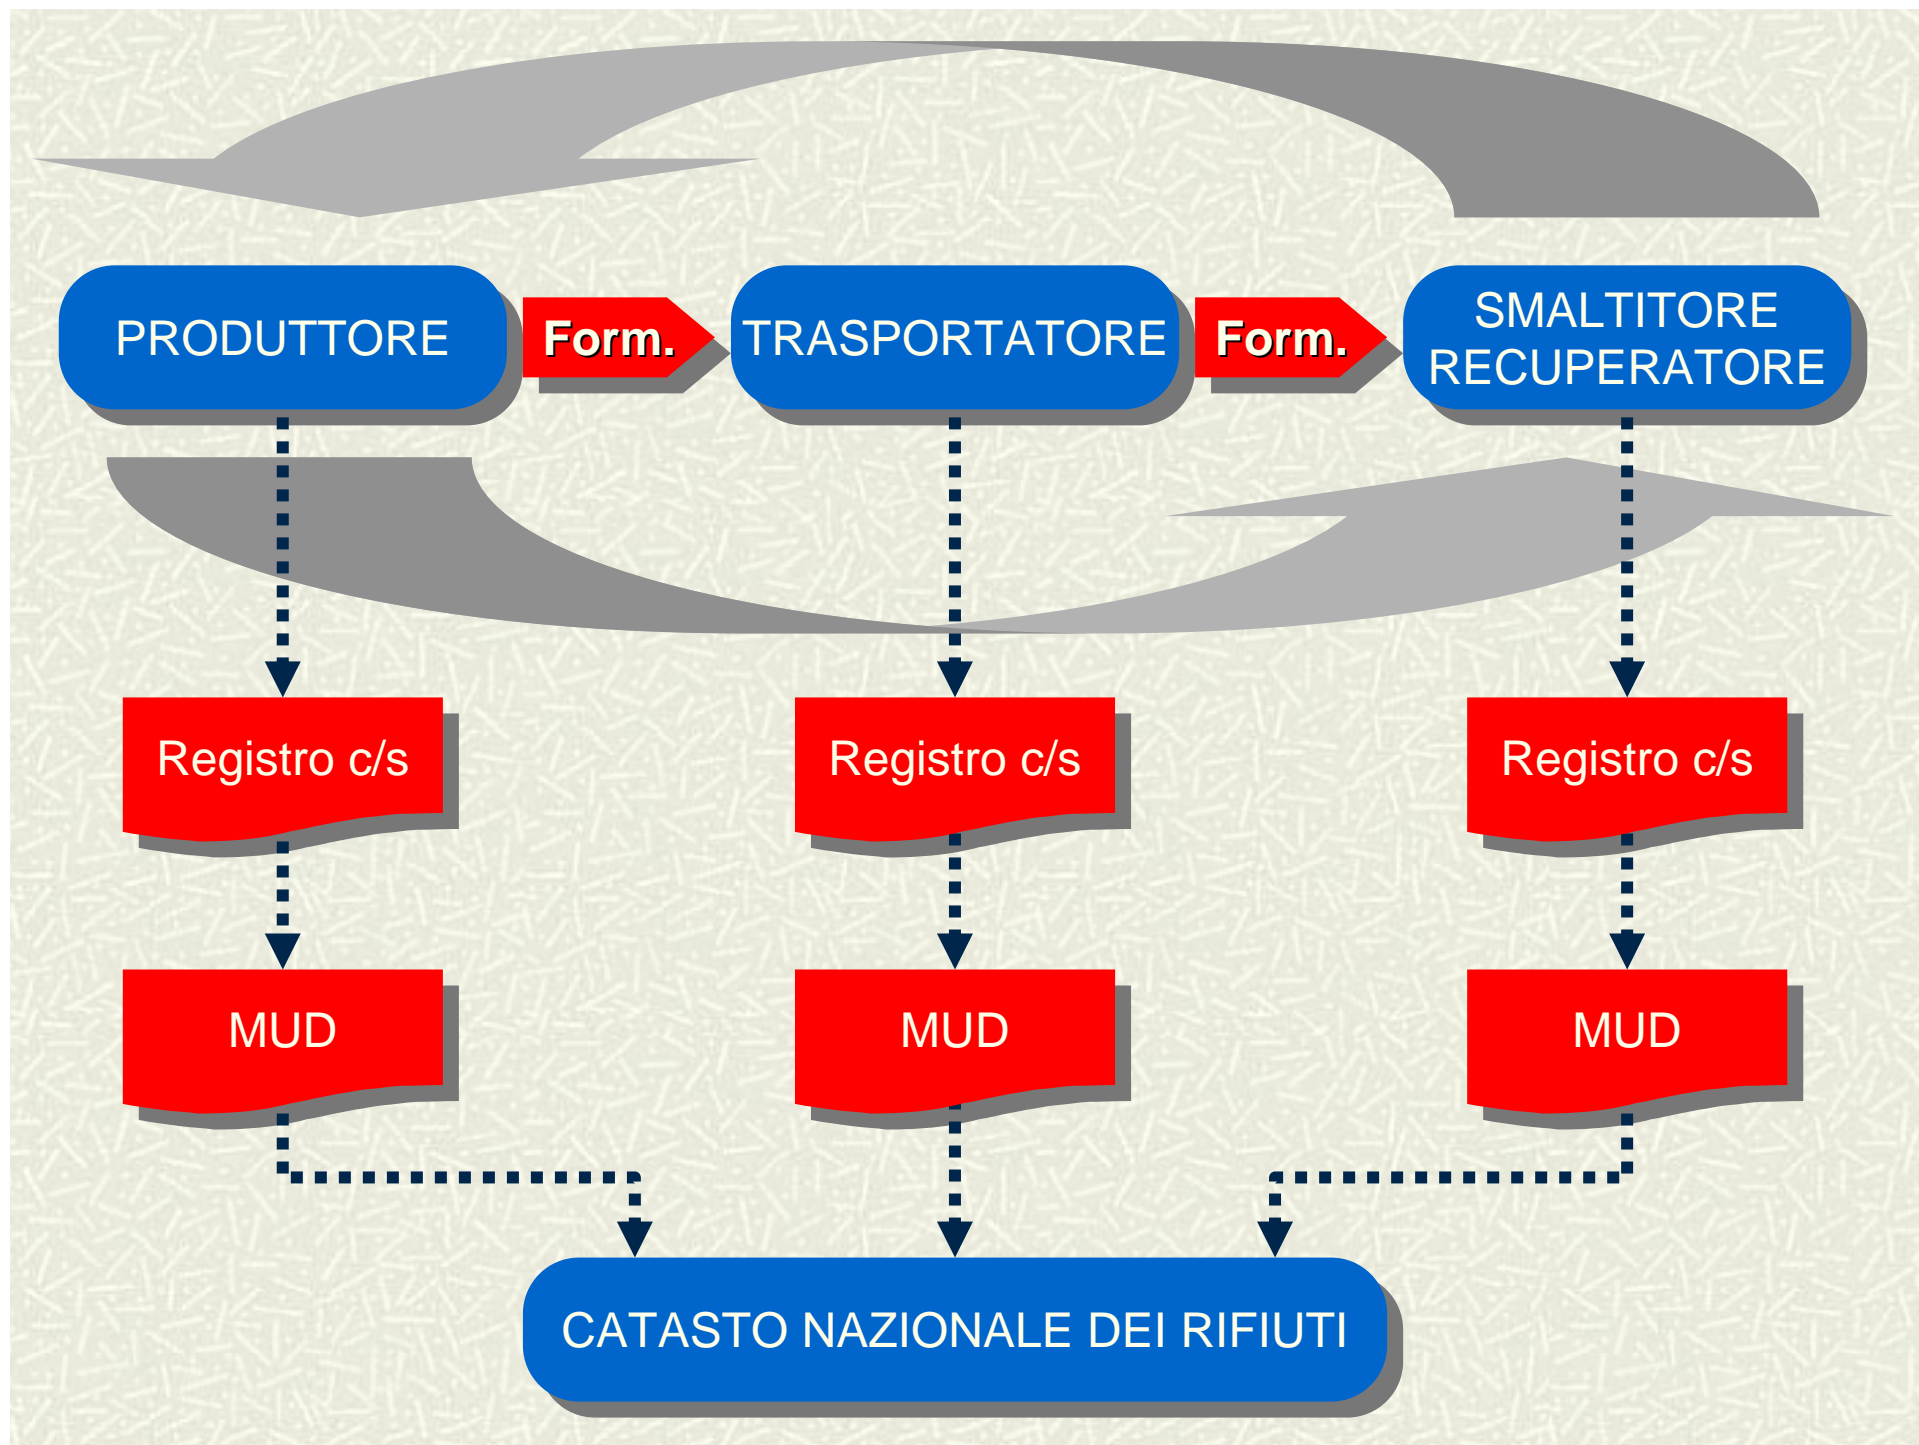 PRODUTTORE
Form.
TRASPORTATORE
Form.
SMALTITORE
RECUPERATORE
Registro c/s
Registro c/s
Registro c/s
MUD
MUD
MUD
CATASTO NAZIONALE DEI RIFIUTI